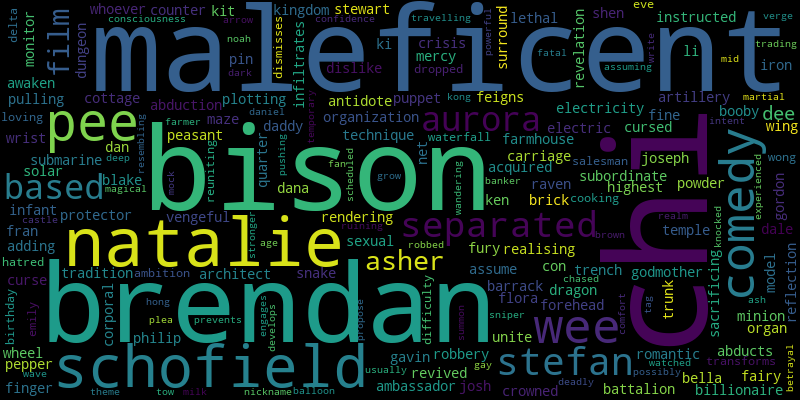 delta consciousness whoever counter kit kingdom stewart arrow travelling verge eve
noah lethal shen instructed
monitor film dungeon maleficent dismisses infiltrates confidence surround powerful revelation trading
pin ki crisis li iron
dark mercy fatal write mid
awaken dislike dropped assuming
pulling cottage abduction plotting antidote puppet kong feigns electricity artillery martial
loving pee resembling farmer maze temporary daniel organization aurora electric cursed fine booby dee
wrist peasant daddy technique waterfall farmhouse intent wing
dan bison reuniting quarter pushing net carriage salesman joseph wong
submarine deep fan scheduled acquired subordinate
solar blake dana grow banker raven highest powder experienced
based magical mock wandering ken brick cooking comedy gordon
infant protector vengeful rendering separated chi realm
fran castle stronger ruining brown temple knocked dale
adding natalie age sexual robbed fury realising
hatred asher con godmother
curse tradition ambition architect snake assume trench model reflection
birthday emily corporal brendan difficulty barrack dragon chased trunk sacrificing ash
hong engages propose summon flora forehead tag minion
plea prevents develops sniper wee comfort organ
philip unite
wheel schofield gavin robbery stefan romantic abducts
pepper usually gay watched transforms fairy betrayal
wave revived deadly possibly bella
finger theme tow milk nickname balloon ambassador josh crowned battalion billionaire